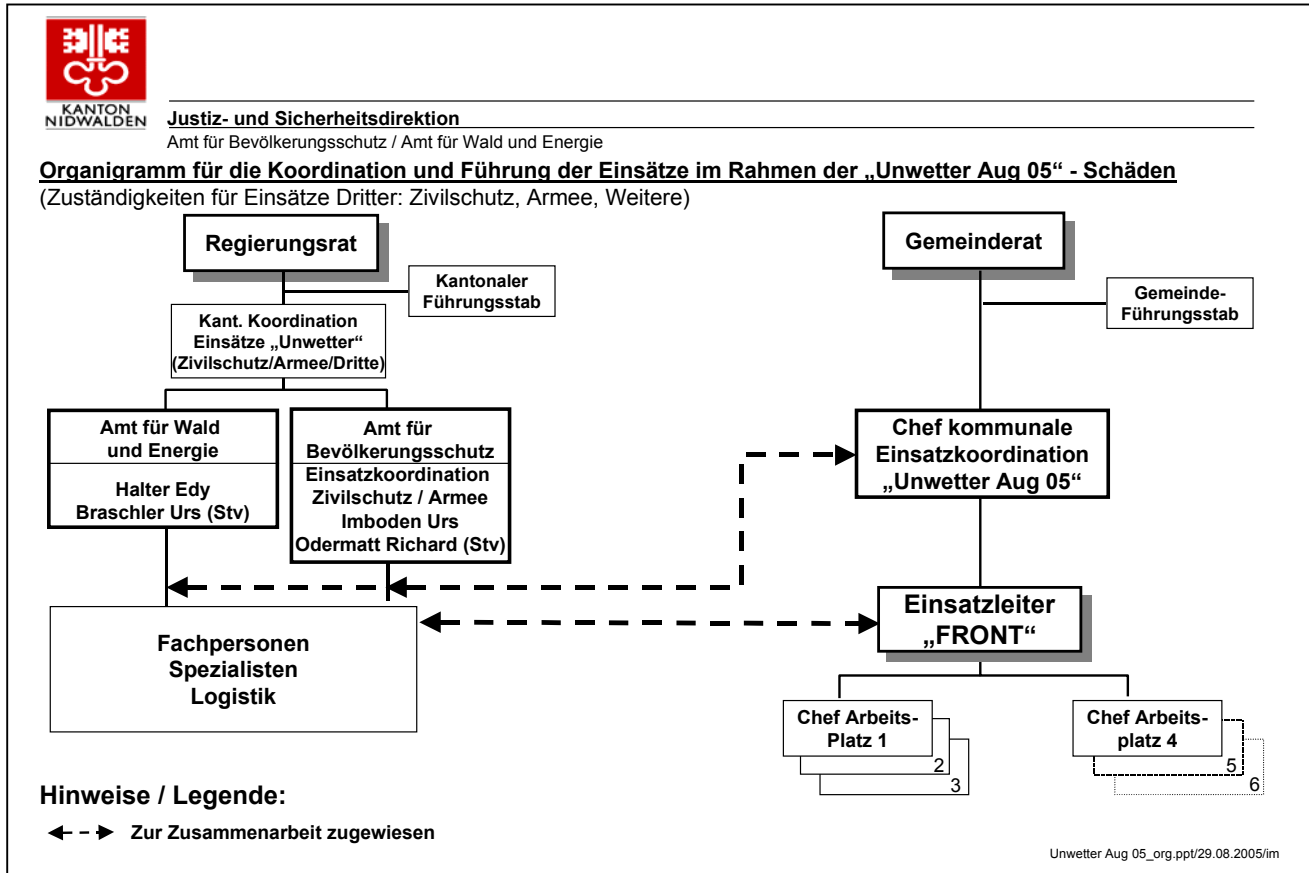 KANTON
NIDWALDEN
Justiz- und Sicherheitsdirektion
Amt für Bevölkerungsschutz / Amt für Wald und Energie
Organigramm für die Koordination und Führung der Einsätze im Rahmen der „Unwetter Aug 05“ - Schäden
(Zuständigkeiten für Einsätze Dritter: Zivilschutz, Armee, Weitere)
Regierungsrat
Kantonaler
Führungsstab
Kant. Koordination
Einsätze „Unwetter“
(Zivilschutz/Armee/Dritte)
Amt für Wald
und Energie
Halter Edy
Braschler Urs (Stv)
Amt für
Bevölkerungsschutz
Einsatzkoordination
Zivilschutz / Armee
Imboden Urs
Odermatt Richard (Stv)
Fachpersonen
Spezialisten
Logistik
Gemeinderat
Gemeinde-
Führungsstab
Chef kommunale
Einsatzkoordination
„Unwetter Aug 05“
Einsatzleiter
„FRONT“
Chef Arbeits-
Platz 1
2
3
Chef Arbeits-
platz 4
5
6
Hinweise / Legende:
Zur Zusammenarbeit zugewiesen
Unwetter Aug 05_org.ppt/29.08.2005/im